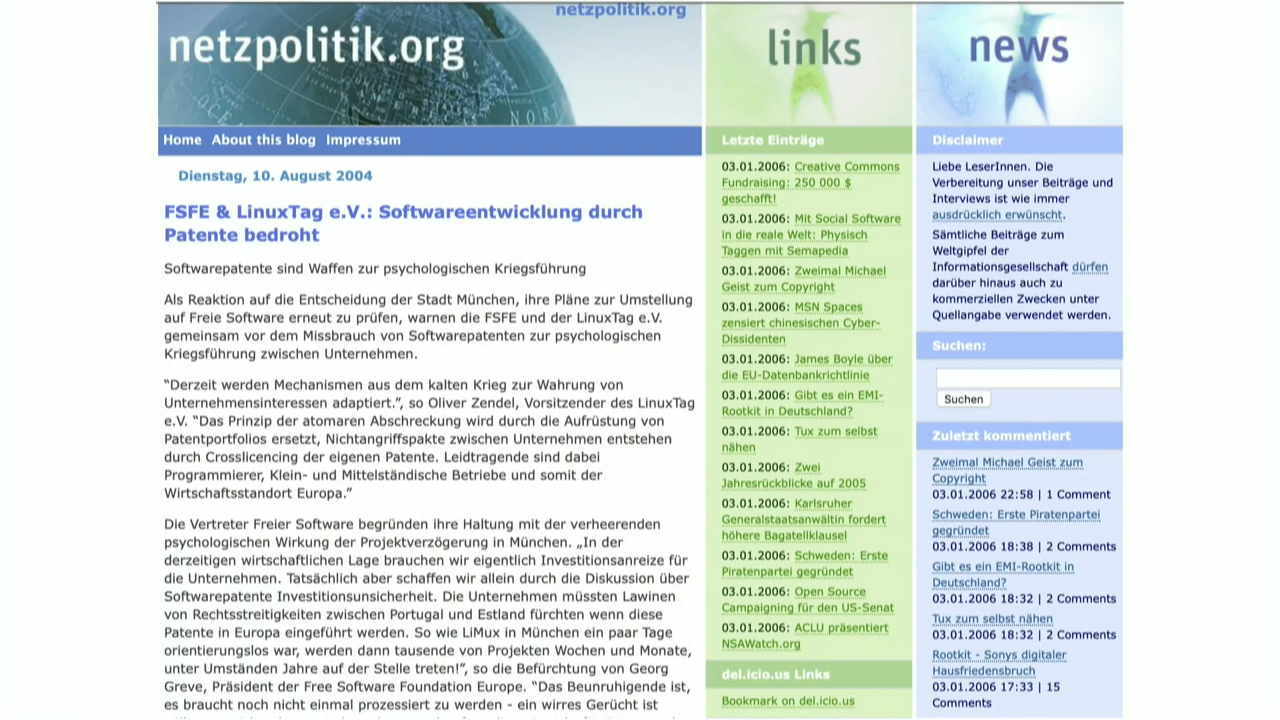 netzpolitik.org
netzpolitik.org
Home About this blog Impressum
Dienstag, 10. August 2004
FSFE & LinuxTag e.V.: Softwareentwicklung durch
Patente bedroht
Softwarepatente sind Waffen zur psychologischen Kriegsführung
Als Reaktion auf die Entscheidung der Stadt München, ihre Pläne zur Umstellung
auf Freie Software erneut zu prüfen, warnen die FSFE und der LinuxTag e.V.
gemeinsam vor dem Missbrauch von Softwarepatenten zur psychologischen
Kriegsführung zwischen Unternehmen.
“Derzeit werden Mechanismen aus dem kalten Krieg zur Wahrung von
Unternehmensinteressen adaptiert.”, so Oliver Zendel, Vorsitzender des LinuxTag
e.V. “Das Prinzip der atomaren Abschreckung wird durch die Aufrüstung von
Patentportfolios ersetzt, Nichtangriffspakte zwischen Unternehmen entstehen
durch Crosslicencing der eigenen Patente. Leidtragende sind dabei
Programmierer, Klein- und Mittelständische Betriebe und somit der
Wirtschaftsstandort Europa.”
Die Vertreter Freier Software begründen ihre Haltung mit der verheerenden
psychologischen Wirkung der Projektverzögerung in München. „In der
derzeitigen wirtschaftlichen Lage brauchen wir eigentlich Investitionsanreize für
die Unternehmen. Tatsächlich aber schaffen wir allein durch die Diskussion über
Softwarepatente Investitionsunsicherheit. Die Unternehmen müssten Lawinen
von Rechtsstreitigkeiten zwischen Portugal und Estland fürchten wenn diese
Patente in Europa eingeführt werden. So wie LiMux in München ein paar Tage
orientierungslos war, werden dann tausende von Projekten Wochen und Monate,
unter Umständen Jahre auf der Stelle treten!”, so die Befürchtung von Georg
Greve, Präsident der Free Software Foundation Europe. “Das Beunruhigende ist,
es braucht noch nicht einmal prozessiert zu werden - ein wirres Gerücht ist
links
Letzte Einträge
03.01.2006: Creative Commons
Fundraising: 250 000 $
geschafft!
03.01.2006: Mit Social Software
in die reale Welt: Physisch
Taggen mit Semapedia
03.01.2006: Zweimal Michael
Geist zum Copyright
03.01.2006: MSN Spaces
zensiert chinesischen Cyber-
Dissidenten
03.01.2006: James Boyle über
die EU-Datenbankrichtlinie
03.01.2006: Gibt es ein EMI-
Rootkit in Deutschland?
03.01.2006: Tux zum selbst
nähen
03.01.2006: Zwei
Jahresrückblicke auf 2005
03.01.2006: Karlsruher
Generalstaatsanwältin fordert
höhere Bagatellklausel
03.01.2006: Schweden: Erste
Piratenpartei gegründet
03.01.2006: Open Source
Campaigning für den US-Senat
03.01.2006: ACLU präsentiert
NSAWatch.org
del.icio.us Links
Bookmark on del.icio.us
news
Disclaimer
Liebe LeserInnen. Die
Verbereitung unser Beiträge und
Interviews ist wie immer
ausdrücklich erwünscht.
Sämtliche Beiträge zum
Weltgipfel der
Informationsgesellschaft dürfen
darüber hinaus auch zu
kommerziellen Zwecken unter
Quellangabe verwendet werden.
Suchen:
Suchen
Zuletzt kommentiert
Zweimal Michael Geist zum
Copyright
03.01.2006 22:58 | 1 Comment
Schweden: Erste Piratenpartei
gegründet
03.01.2006 18:38 | 2 Comments
Gibt es ein EMI-Rootkit in
Deutschland?
03.01.2006 18:32 | 2 Comments
Tux zum selbst nähen
03.01.2006 18:32 | 2 Comments
Rootkit - Sonys digitaler
Hausfriedensbruch
03.01.2006 17:33 | 15
Comments